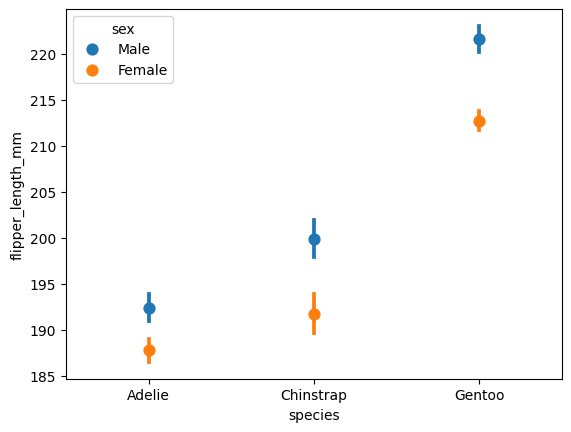 sex
Male
Female
flipper_length_mm
220
215
210
205
200
195
190
185
Adelie Chinstrap Gentoo
species